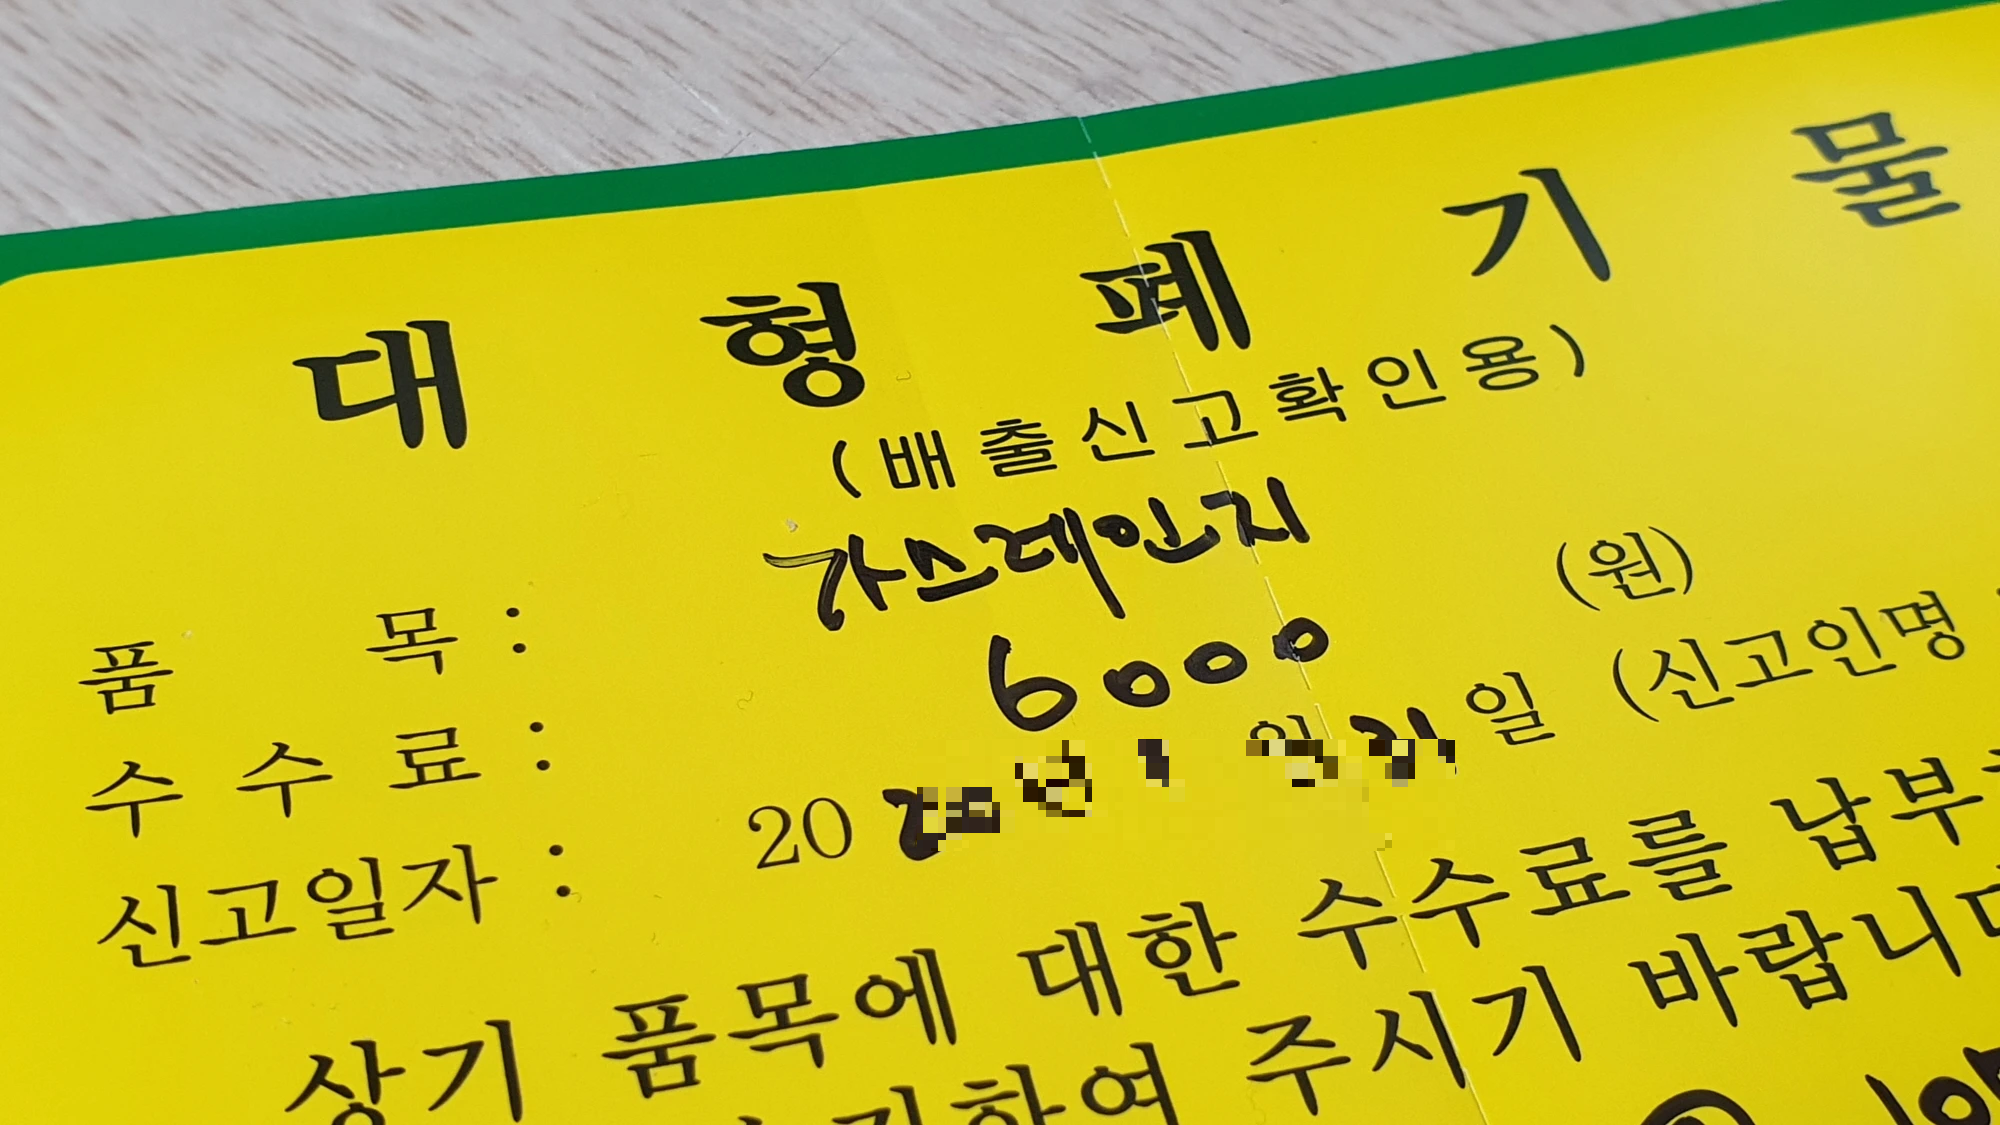 대형폐기물
(배출신고확인용)
품 목 : 가스레인지
수 수 료 : 6000 (원)
신고일자 : 20 일 (신고인명
상기 품목에 대한 수수료를 납부
하여 주시기 바랍니다